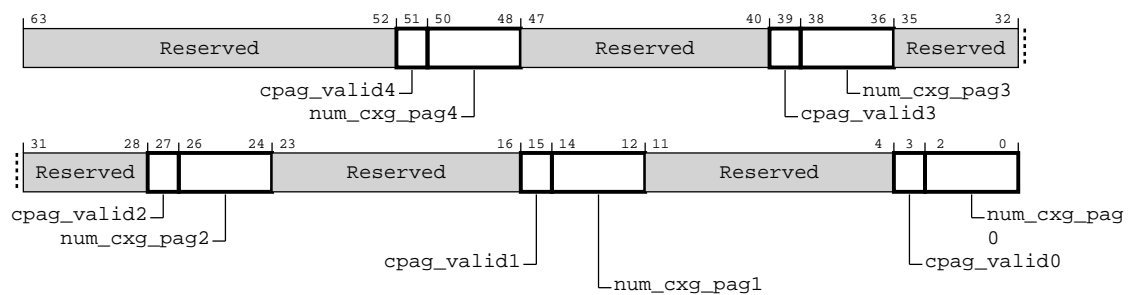 63 52 51 50 48 47 40 39 38 36 35 32
Reserved Reserved Reserved
cpag_valid4 num_cxg_pag3
num_cxg_pag4 cpag_valid3
31 28 27 26 24 23 16 15 14 12 11 4 3 2 0
Reserved Reserved Reserved
cpag_valid2 num_cxg_pag
num_cxg_pag2 0
cpag_valid1 cpag_valid0
num_cxg_pag1